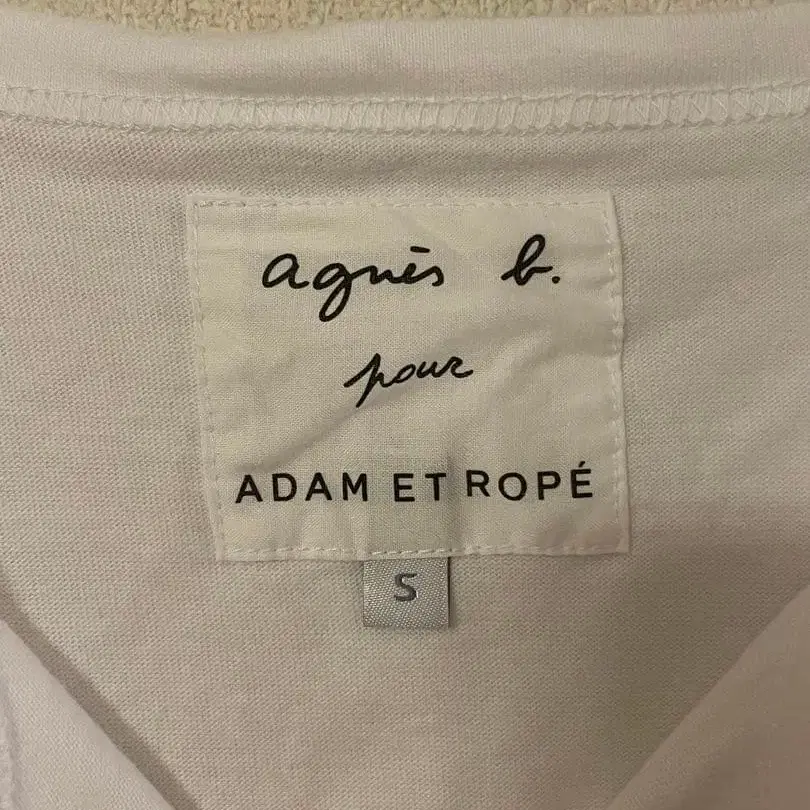 agnès b.
pour
ADAM ET ROPÉ
S